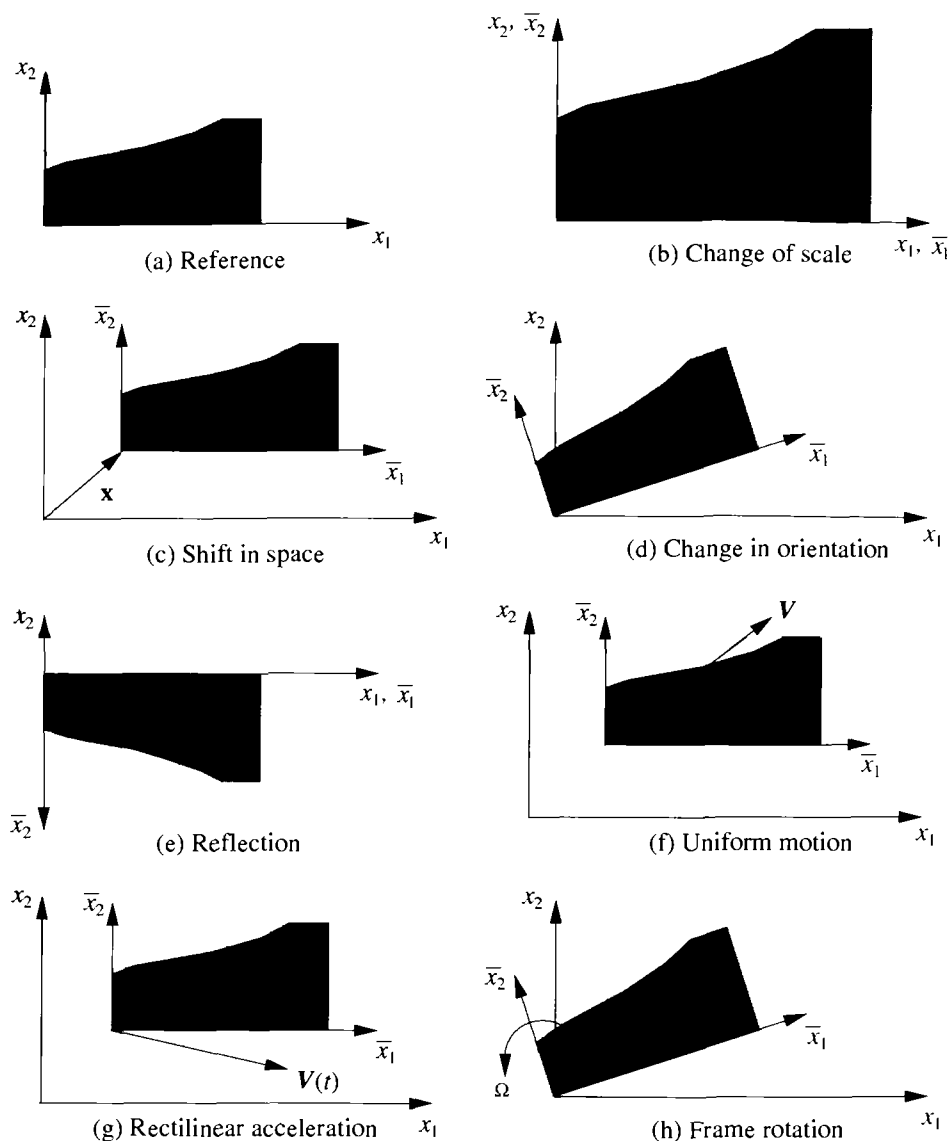 x₂
x₁
(a) Reference
x₂, x̅₂
x₁, x̅₁
(b) Change of scale
x₂
x̅₂
x̅₁
x
x₁
(c) Shift in space
x₂
x̅₂
x̅₁
x₁
(d) Change in orientation
x₂
x₁, x̅₁
x̅₂
(e) Reflection
x₂
x̅₂
V
x̅₁
x₁
(f) Uniform motion
x₂
x̅₂
x̅₁
V(t)
x₁
(g) Rectilinear acceleration
x₂
x̅₂
x̅₁
Ω
x₁
(h) Frame rotation